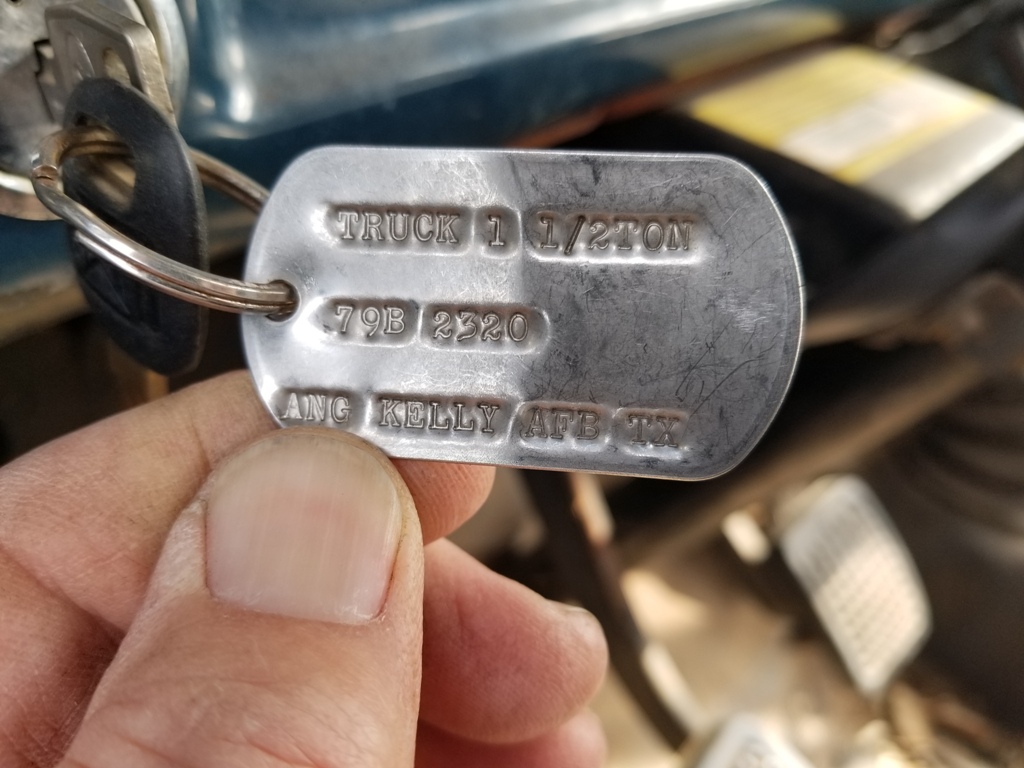 TRUCK 1 1/2TON
79B 2320
ANG KELLY AFB TX